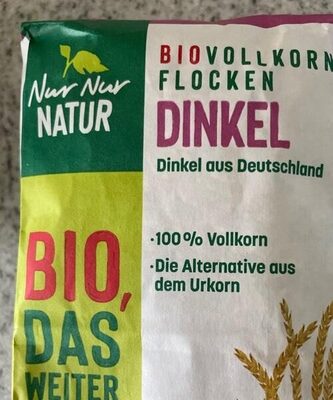 Nur Nur
NATUR
BIOVOLLKORN
FLOCKEN
DINKEL
Dinkel aus Deutschland
·100% Vollkorn
·Die Alternative aus
dem Urkorn
BIO,
DAS
WEITER